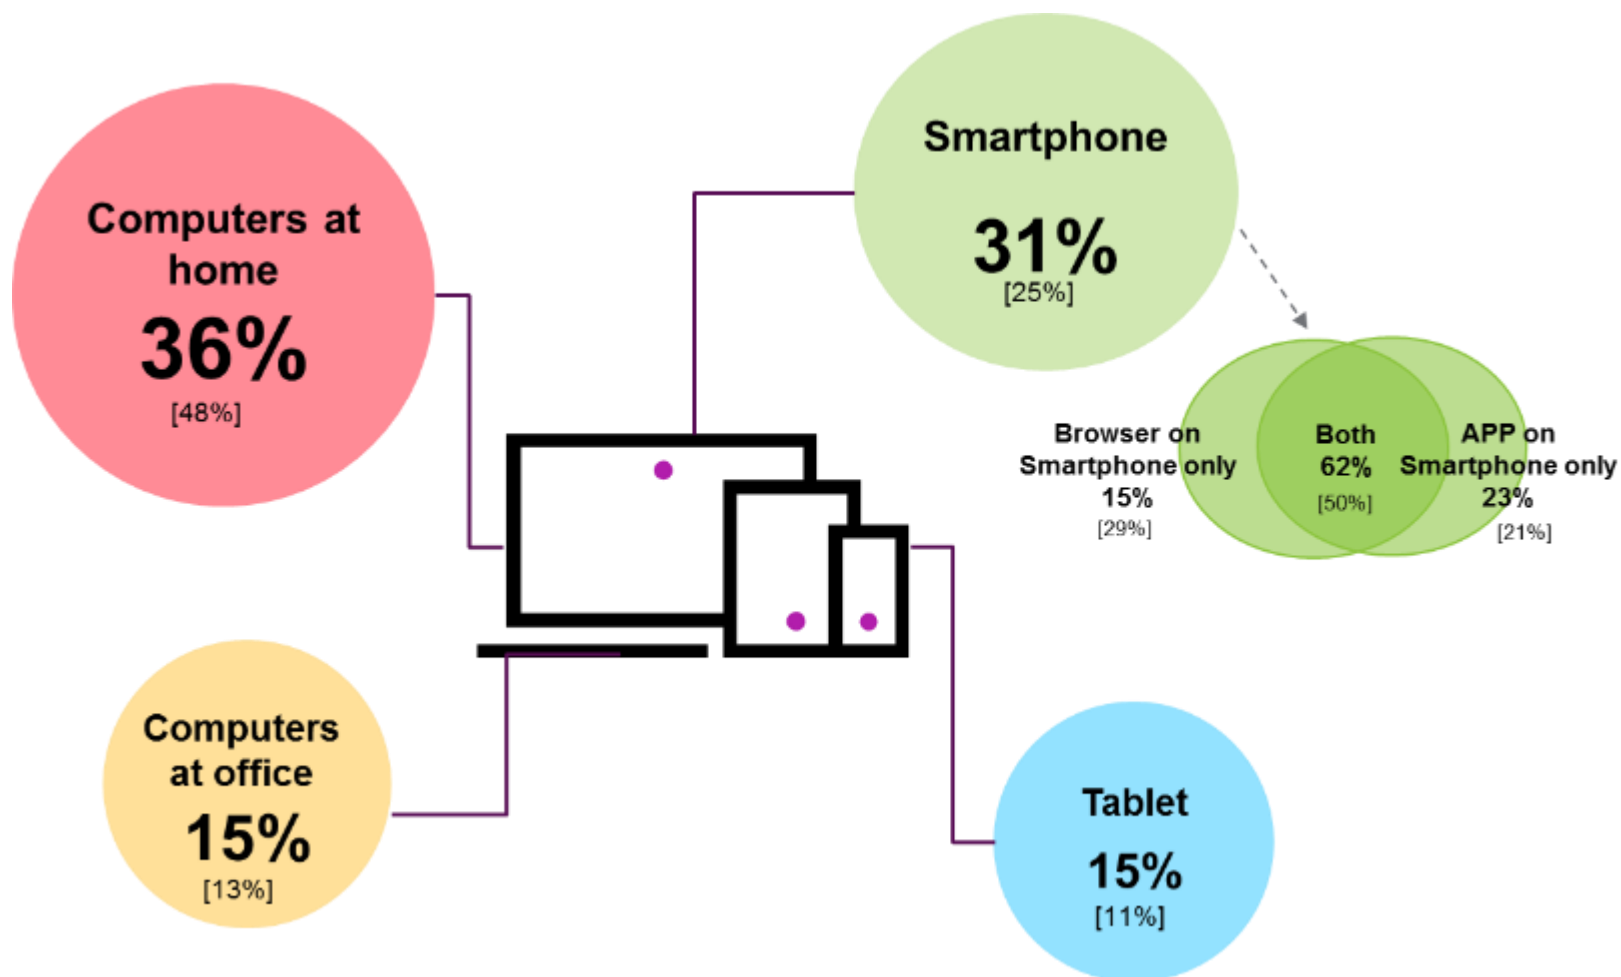 Computers at
home
36%
[48%]
Smartphone
31%
[25%]
Browser on
Smartphone only
15%
[29%]
Both
62%
[50%]
APP on
Smartphone only
23%
[21%]
Computers
at office
15%
[13%]
Tablet
15%
[11%]